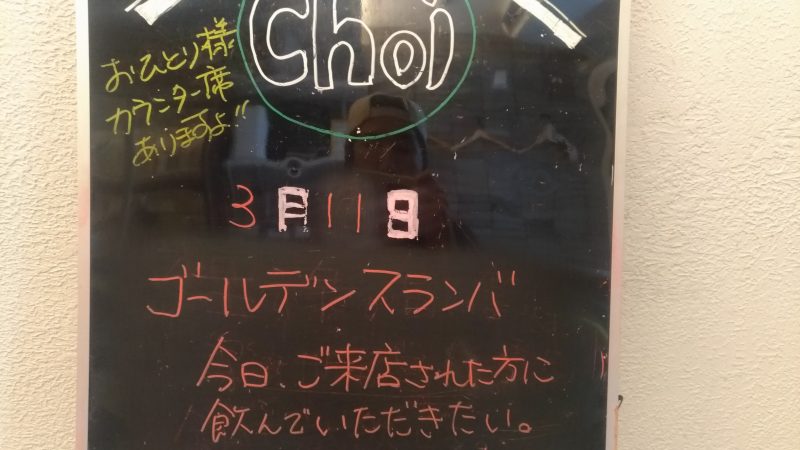 Choi
おひとり様
カウンター席
ありますよ!!
3月11日
ゴールデンスランバ
今日、ご来店された方に
飲んでいただきたい。